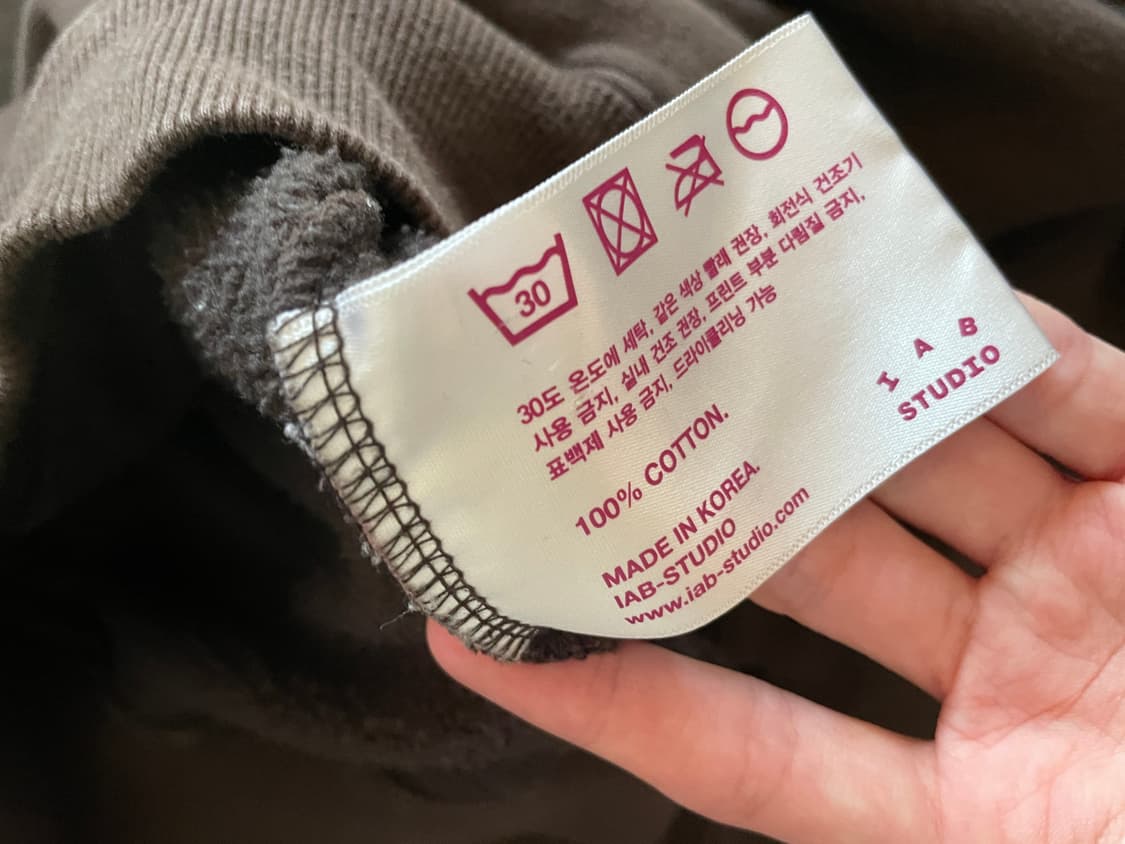 30
30도 온도에 세탁, 같은 색상 빨래 권장, 회전식 건조기
사용 금지, 실내 건조 권장, 프린트 부분 다림질 금지,
표백제 사용 금지, 드라이클리닝 가능
100% COTTON.
MADE IN KOREA.
IAB-STUDIO
www.iab-studio.com
I A B
STUDIO